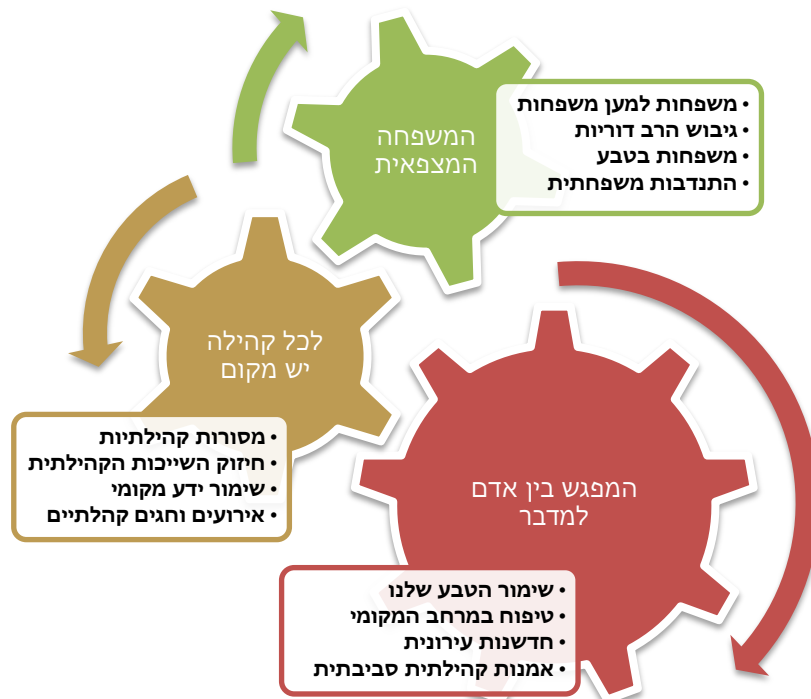 המשפחה
המצפאית
• משפחות למען משפחות
• גיבוש הרב דוריות
• משפחות בטבע
• התנדבות משפחתית
לכל קהילה
יש מקום
• מסורות קהילתיות
• חיזוק השייכות הקהילתית
• שימור ידע מקומי
• אירועים וחגים קהלתיים
המפגש בין אדם
למדבר
• שימור הטבע שלנו
• טיפוח במרחב המקומי
• חדשנות עירונית
• אמנות קהילתית סביבתית